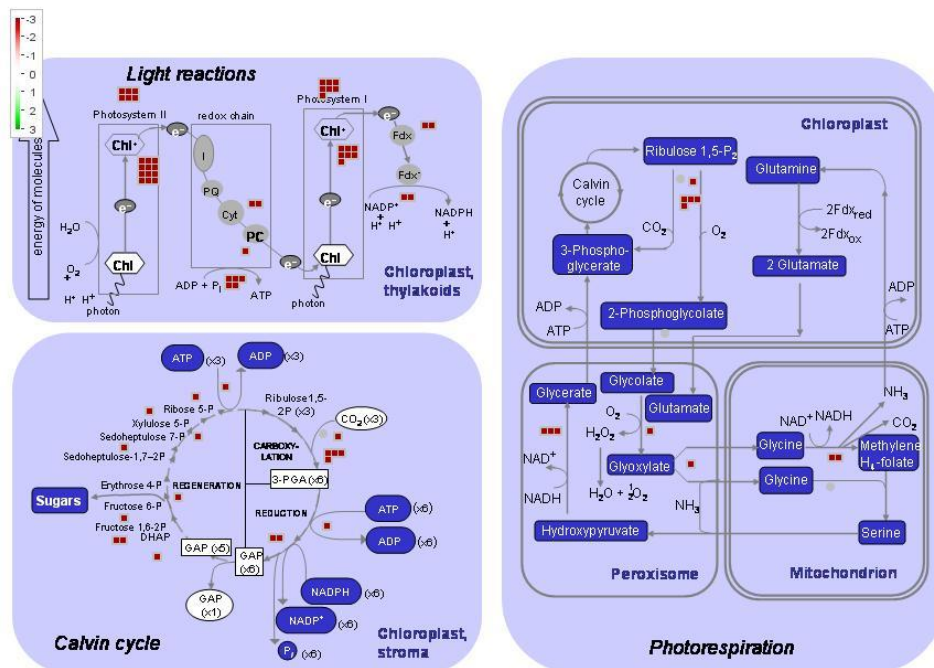 -3
-2
-1
0
1
2
3
energy of molecules
Light reactions
Photosystem II
redox chain
Photosystem I
Chl⁺
e⁻
I
PQ
Cyt
PC
e⁻
Chl
H₂O
O₂
+
H⁺ H⁺
photon
ADP + Pᵢ
ATP
e⁻
Chl⁺
e⁻
e⁻
Chl
photon
Fdx
Fdx⁻
NADP⁺
+
H⁺ H⁺
NADPH
+
H⁺
Chloroplast,
thylakoids
ATP (x3)
ADP (x3)
Ribulose 1,5-
2P (x3)
CO₂(x3)
Ribose 5-P
Xylulose 5-P
Sedoheptulose 7-P
Sedoheptulose-1,7-2P
Erythrose 4-P
Fructose 6-P
Fructose 1,6-2P
DHAP
Sugars
CARBOXY-
LATION
REGENERATION
3-PGA (x6)
REDUCTION
ATP (x6)
ADP (x6)
GAP (x5)
GAP
(x6)
GAP
(x1)
NADPH (x6)
NADP⁺ (x6)
Pᵢ (x6)
Calvin cycle
Chloroplast,
stroma
Chloroplast
Ribulose 1,5-P₂
Glutamine
Calvin
cycle
CO₂
O₂
2Fdx red
2Fdx ox
3-Phospho-
glycerate
2 Glutamate
ADP
ATP
2-Phosphoglycolate
ADP
ATP
Glycerate
Glycolate
Glutamate
O₂
H₂O₂
NAD⁺
NADH
Glyoxylate
H₂O + ½O₂
NH₃
Hydroxypyruvate
Peroxisome
NH₃
NAD⁺ NADH
CO₂
Glycine
Methylene
H₄-folate
Glycine
Serine
Mitochondrion
Photorespiration